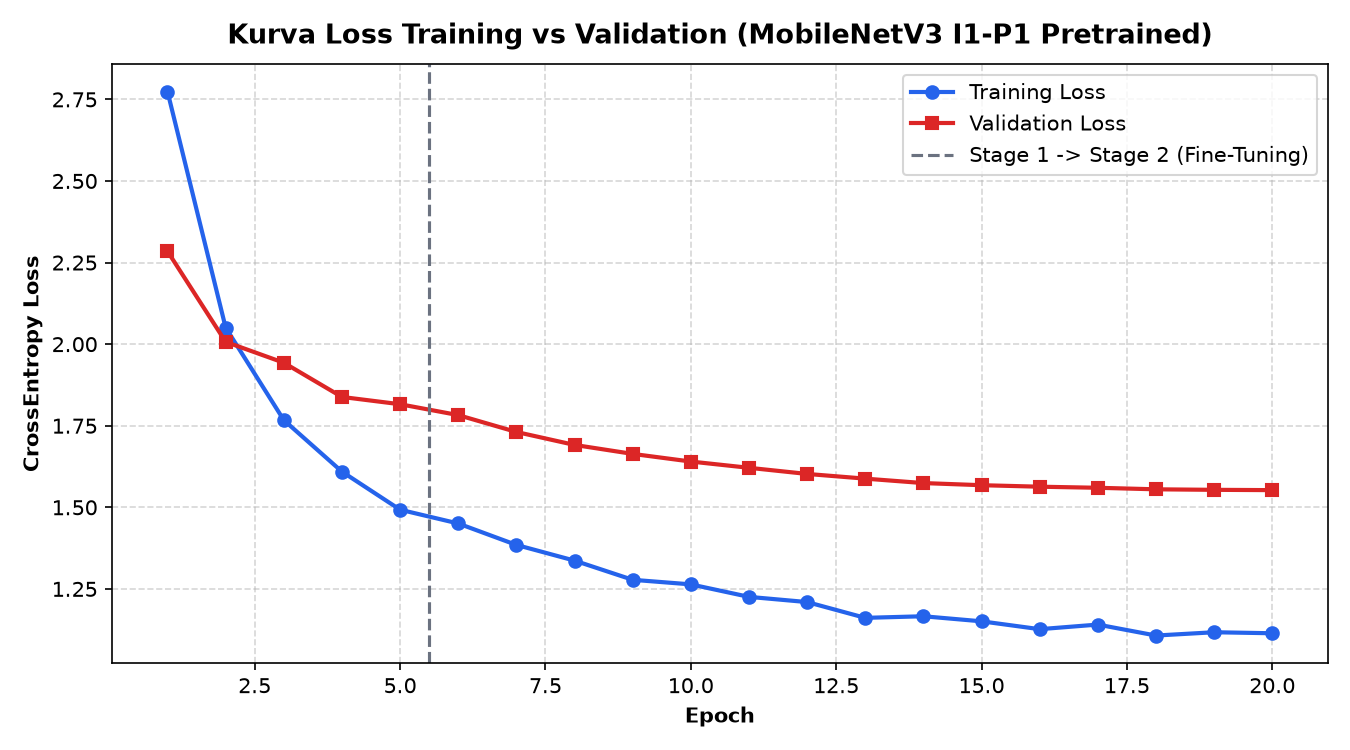 Kurva Loss Training vs Validation (MobileNetV3 I1-P1 Pretrained)
Training Loss
Validation Loss
Stage 1 -> Stage 2 (Fine-Tuning)
CrossEntropy Loss
2.75
2.50
2.25
2.00
1.75
1.50
1.25
2.5 5.0 7.5 10.0 12.5 15.0 17.5 20.0
Epoch